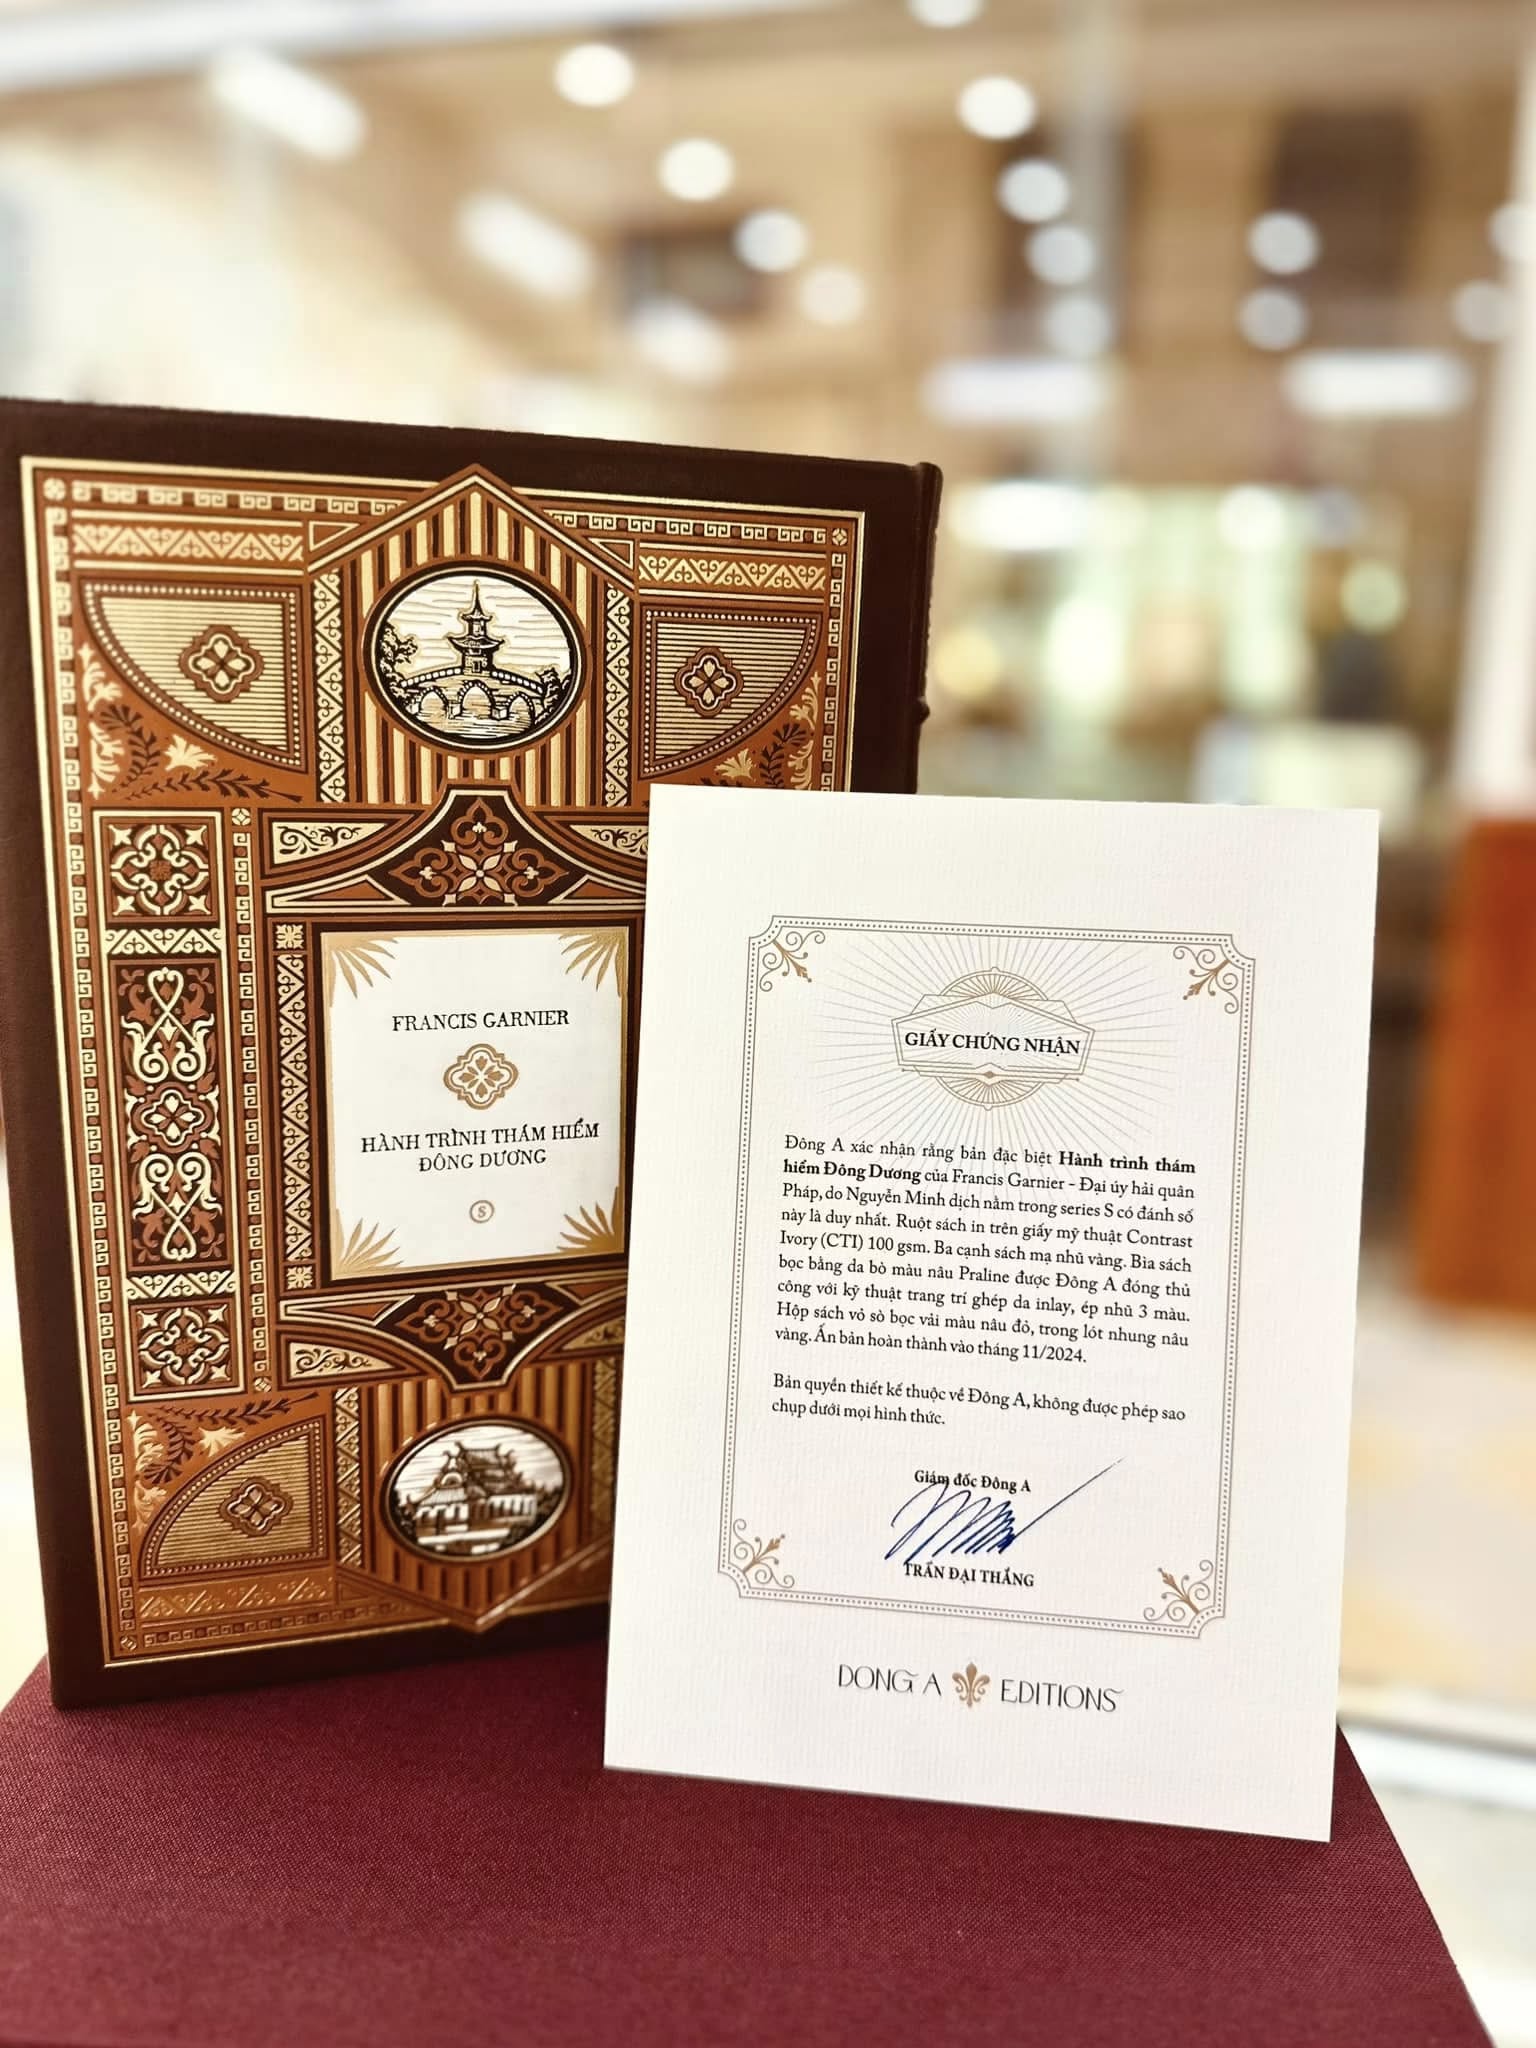 FRANCIS GARNIER
HÀNH TRÌNH THÁM HIỂM
ĐÔNG DƯƠNG
S
GIẤY CHỨNG NHẬN
Đông A xác nhận rằng bản đặc biệt Hành trình thám
hiểm Đông Dương của Francis Garnier - Đại úy hải quân
Pháp, do Nguyễn Minh dịch nằm trong series S có đánh số
này là duy nhất. Ruột sách in trên giấy mỹ thuật Contrast
Ivory (CTI) 100 gsm. Ba cạnh sách mạ nhũ vàng. Bìa sách
bọc bằng da bò màu nâu Praline được Đông A đóng thủ
công với kỹ thuật trang trí ghép da inlay, ép nhũ 3 màu.
Hộp sách vỏ sò bọc vải màu nâu đỏ, trong lót nhung nâu
vàng. Ấn bản hoàn thành vào tháng 11/2024.
Bản quyền thiết kế thuộc về Đông A, không được phép sao
chụp dưới mọi hình thức.
Giám đốc Đông A
TRẦN ĐẠI THẮNG
DONG A EDITIONS